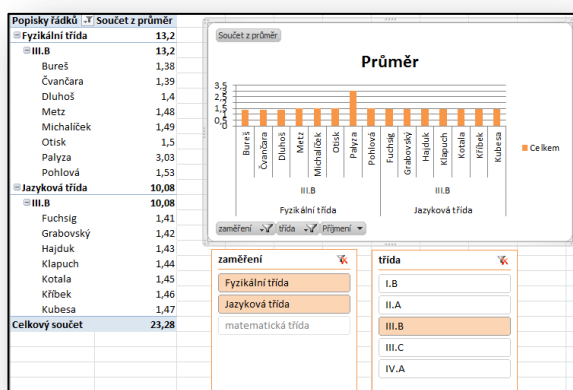 Popisky řádků Součet z průměr
Fyzikální třída 13,2
III.B 13,2
Bureš 1,38
Čvančara 1,39
Dluhoš 1,4
Metz 1,48
Michalíček 1,49
Otisk 1,5
Palyza 3,03
Pohlová 1,53
Jazyková třída 10,08
III.B 10,08
Fuchsig 1,41
Grabovský 1,42
Hajduk 1,43
Klapuch 1,44
Kotala 1,45
Kříbek 1,46
Kubesa 1,47
Celkový součet 23,28
Součet z průměr
Průměr
3,5
3
2,5
2
1,5
1
0,5
0
Bureš
Čvančara
Dluhoš
Metz
Michalíček
Otisk
Palyza
Pohlová
Fuchsig
Grabovský
Hajduk
Klapuch
Kotala
Kříbek
Kubesa
III.B III.B
Fyzikální třída Jazyková třída
Celkem
zaměření třída Příjmení
zaměření
Fyzikální třída
Jazyková třída
matematická třída
třída
I.B
II.A
III.B
III.C
IV.A